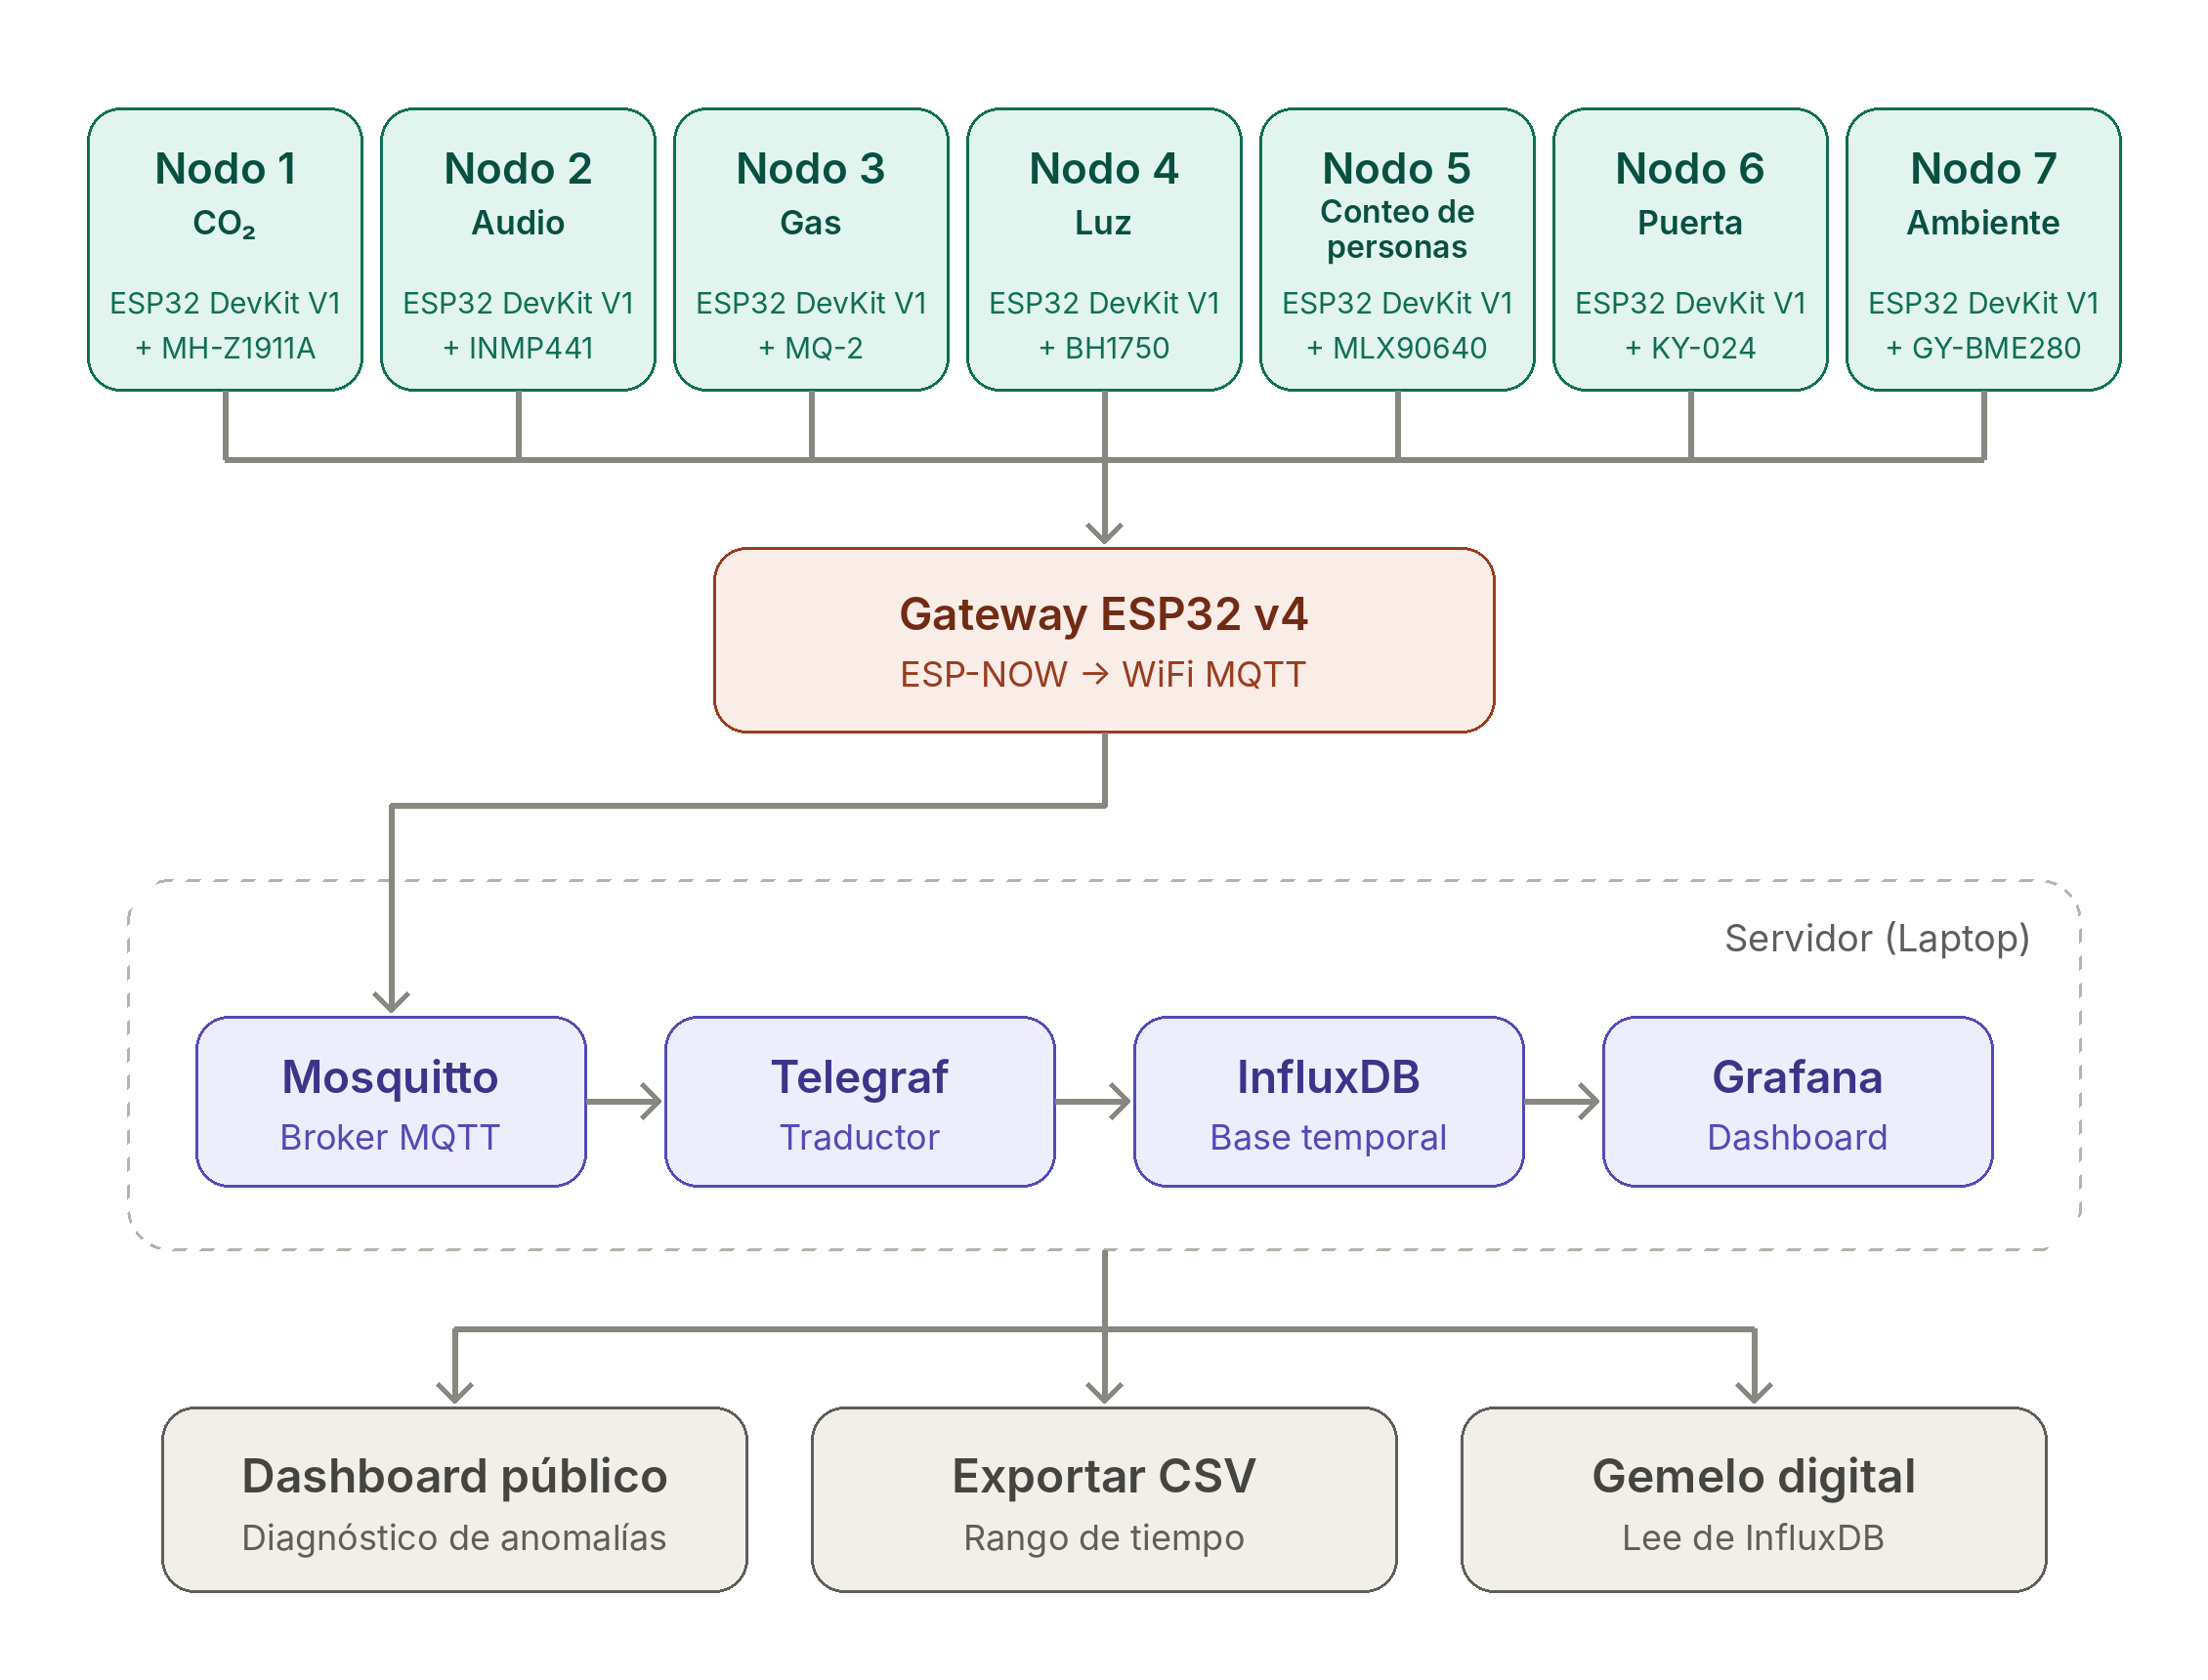 Nodo 1
CO₂
ESP32 DevKit V1
+ MH-Z1911A
Nodo 2
Audio
ESP32 DevKit V1
+ INMP441
Nodo 3
Gas
ESP32 DevKit V1
+ MQ-2
Nodo 4
Luz
ESP32 DevKit V1
+ BH1750
Nodo 5
Conteo de
personas
ESP32 DevKit V1
+ MLX90640
Nodo 6
Puerta
ESP32 DevKit V1
+ KY-024
Nodo 7
Ambiente
ESP32 DevKit V1
+ GY-BME280
Gateway ESP32 v4
ESP-NOW → WiFi MQTT
Servidor (Laptop)
Mosquitto
Broker MQTT
Telegraf
Traductor
InfluxDB
Base temporal
Grafana
Dashboard
Dashboard público
Diagnóstico de anomalías
Exportar CSV
Rango de tiempo
Gemelo digital
Lee de InfluxDB